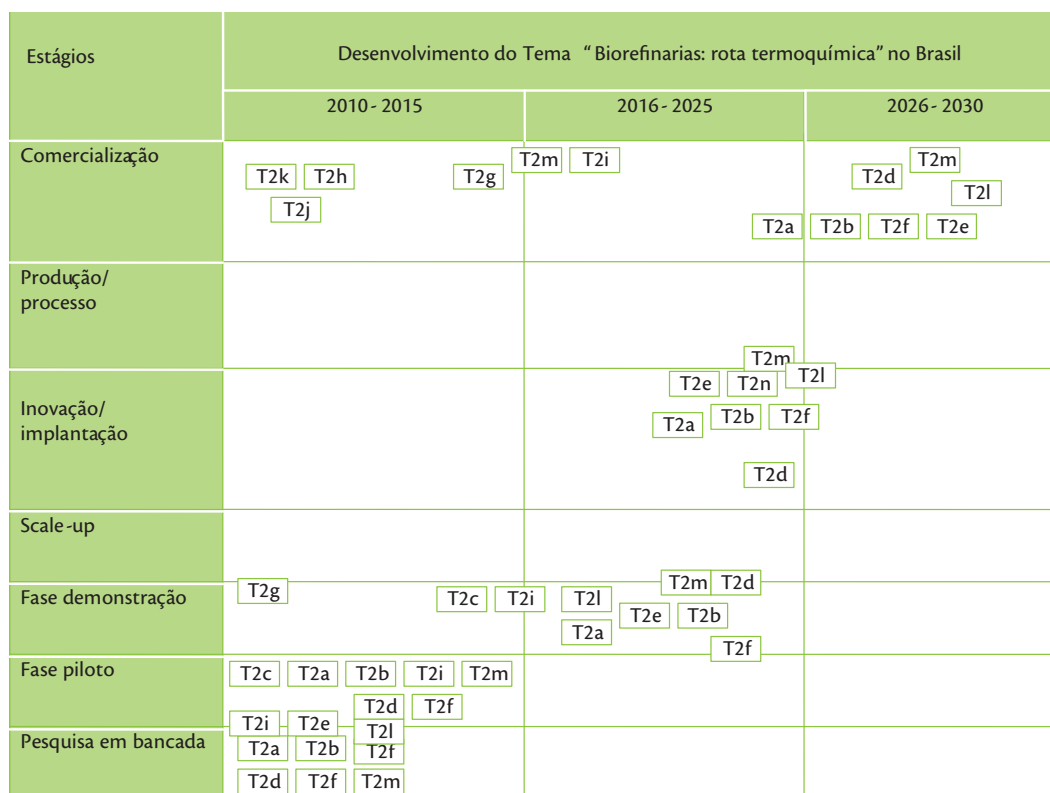 Estágios
Desenvolvimento do Tema “Biorefinarias: rota termoquímica” no Brasil
2010-2015 2016-2025 2026-2030
Comercialização
T2m T2i T2m
T2k T2h T2g T2d
T2l
T2j
T2a T2b T2f T2e
Produção/
processo
T2m
T2l
T2e T2n
Inovação/
implantação
T2a T2b T2f
T2d
Scale-up
T2m T2d
T2g
Fase demonstração
T2c T2i T2l
T2e T2b
T2a
T2f
Fase piloto
T2c T2a T2b T2i T2m
T2d T2f
T2i T2e
T2l
Pesquisa em bancada
T2a T2b T2f
T2d T2f T2m